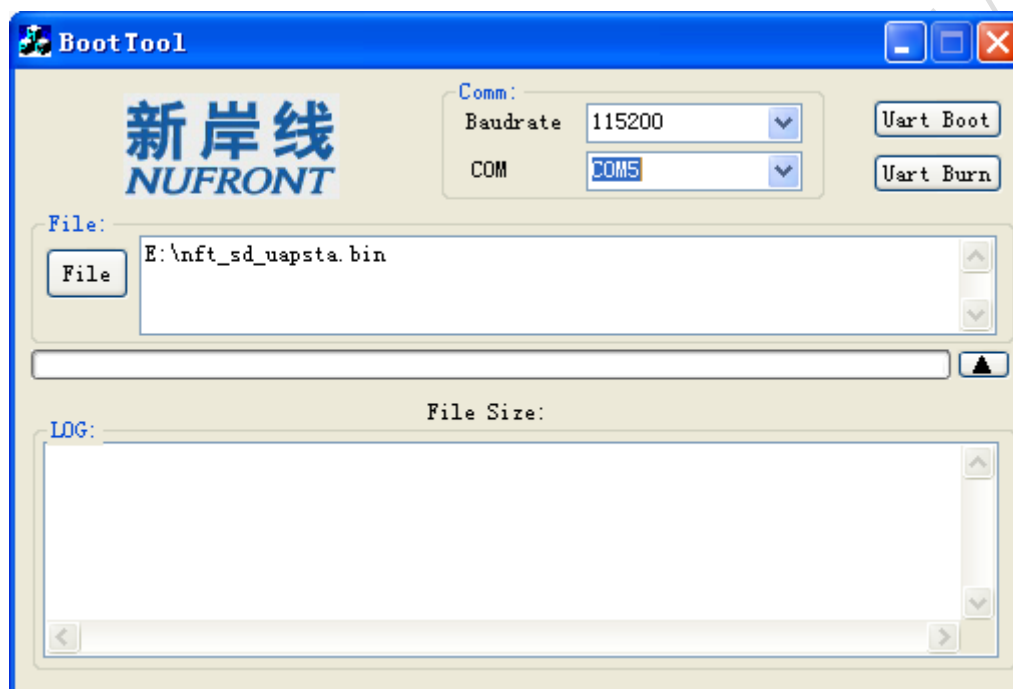 BootTool
新岸线
NUFRONT
Comm:
Baudrate 115200
COM COM5
Uart Boot
Uart Burn
File:
File
E:\nft_sd_uapsta.bin
File Size:
LOG: